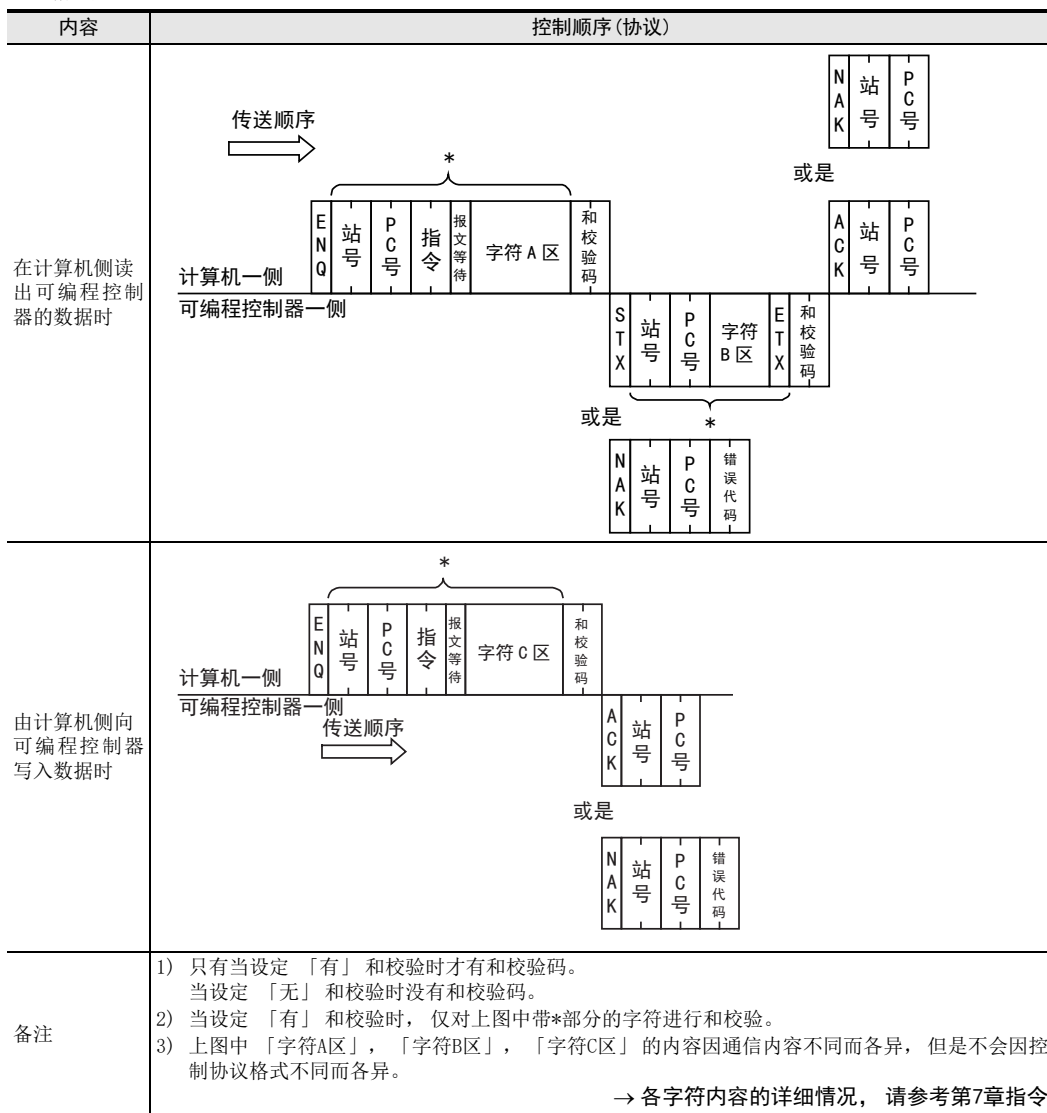 内容 控制顺序(协议)
在计算机侧读
出可编程控制
器的数据时
传送顺序
NAK 站号 PC号
或是
*
ENQ 站号 PC号 指令 报文等待 字符A区 和校验码
ACK 站号 PC号
计算机一侧
可编程控制器一侧
STX 站号 PC号 字符B区 ETX 和校验码
或是
*
NAK 站号 PC号 错误代码
由计算机侧向
可编程控制器
写入数据时
*
ENQ 站号 PC号 指令 报文等待 字符C区 和校验码
计算机一侧
可编程控制器一侧
传送顺序
ACK 站号 PC号
或是
NAK 站号 PC号 错误代码
备注
1) 只有当设定 「有」 和校验时才有和校验码。
当设定 「无」 和校验时没有和校验码。
2) 当设定 「有」 和校验时, 仅对上图中带*部分的字符进行和校验。
3) 上图中 「字符A区」, 「字符B区」, 「字符C区」 的内容因通信内容不同而各异, 但是不会因控
制协议格式不同而各异。
→ 各字符内容的详细情况, 请参考第7章指令